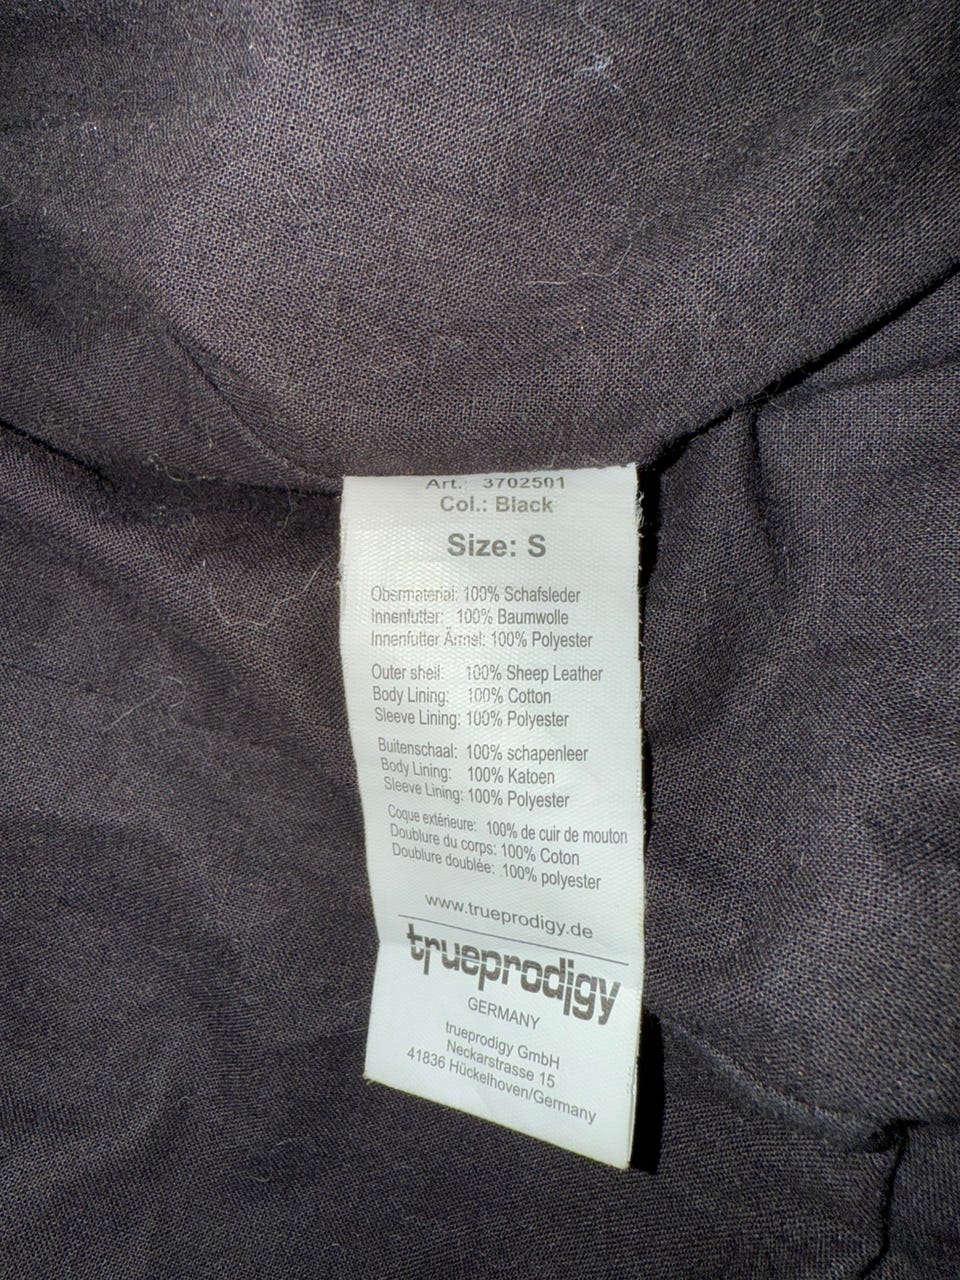 Art.: 3702501
Col.: Black
Size: S
Obermaterial: 100% Schafsleder
Innenfutter: 100% Baumwolle
Innenfutter Ärmel: 100% Polyester
Outer shell: 100% Sheep Leather
Body Lining: 100% Cotton
Sleeve Lining: 100% Polyester
Buitenschaal: 100% schapenleer
Body Lining: 100% Katoen
Sleeve Lining: 100% Polyester
Coque extérieure: 100% de cuir de mouton
Doublure du corps: 100% Coton
Doublure doublée: 100% polyester
www.trueprodigy.de
trueprodigy
GERMANY
trueprodigy GmbH
Neckarstrasse 15
41836 Hückelhoven/Germany